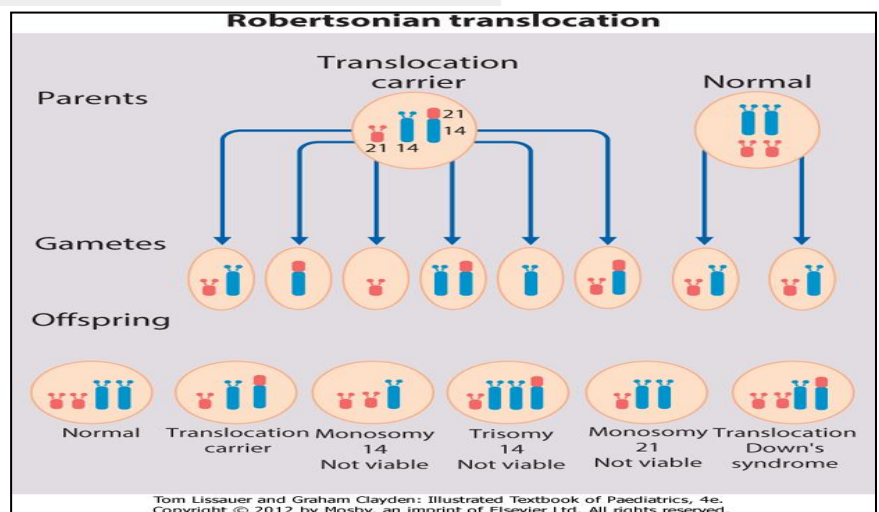 Robertsonian translocation
Translocation
carrier
Normal
Parents
21
14
21 14
Gametes
Offspring
Normal
Translocation
carrier
Monosomy
14
Not viable
Trisomy
14
Not viable
Monosomy
21
Not viable
Translocation
Down's
syndrome
Tom Lissauer and Graham Clayden: Illustrated Textbook of Paediatrics, 4e.
Copyright © 2012 by Mosby, an imprint of Elsevier Ltd. All rights reserved.